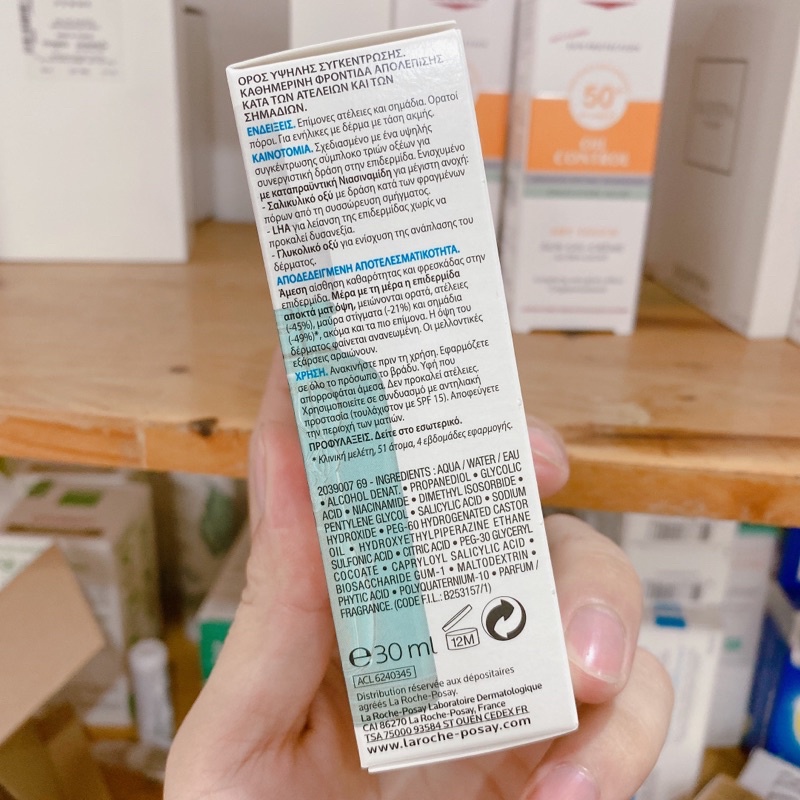 ΟΡΟΣ ΥΨΗΛΗΣ ΣΥΓΚΕΝΤΡΩΣΗΣ.
ΚΑΘΗΜΕΡΙΝΗ ΦΡΟΝΤΙΔΑ ΑΠΟΛΕΠΙΣΗΣ
ΚΑΤΑ ΤΩΝ ΑΤΕΛΕΙΩΝ ΚΑΙ ΤΩΝ
ΣΗΜΑΔΙΩΝ.
ΕΝΔΕΙΞΕΙΣ. Επίμονες ατέλειες και σημάδια. Ορατοί
πόροι. Για ενήλικες με δέρμα με τάση ακμής.
ΚΑΙΝΟΤΟΜΙΑ. Σχεδιασμένο με ένα υψηλής
συγκέντρωσης σύμπλοκο τριών οξέων για
συνεργιστική δράση στην επιδερμίδα. Ενισχυμένο
με καταπραϋντική Νιασιναμίδη για μέγιστη ανοχή:
- Σαλικυλικό οξύ με δράση κατά των φραγμένων
πόρων από τη συσσώρευση σμήγματος.
- LHA για λείανση της επιδερμίδας χωρίς να
προκαλεί δυσανεξία.
- Γλυκολικό οξύ για ενίσχυση της ανάπλασης του
δέρματος.
ΑΠΟΔΕΔΕΙΓΜΕΝΗ ΑΠΟΤΕΛΕΣΜΑΤΙΚΟΤΗΤΑ.
Άμεση αίσθηση καθαρότητας και φρεσκάδας στην
επιδερμίδα. Μέρα με τη μέρα η επιδερμίδα
αποκτά ματ όψη, μειώνονται ορατά, ατέλειες
(-45%), μαύρα στίγματα (-21%) και σημάδια
(-49%)*, ακόμα και τα πιο επίμονα. Η όψη του
δέρματος φαίνεται ανανεωμένη. Οι μελλοντικές
εξάρσεις αραιώνουν.
ΧΡΗΣΗ. Ανακινήστε πριν τη χρήση. Εφαρμόζετε
σε όλο το πρόσωπο το βράδυ. Υφή που
απορροφάται άμεσα. Δεν προκαλεί ατέλειες.
Χρησιμοποιείτε σε συνδυασμό με αντηλιακή
προστασία (τουλάχιστον με SPF 15). Αποφεύγετε
την περιοχή των ματιών.
ΠΡΟΦΥΛΑΞΕΙΣ. Δείτε στο εσωτερικό.
* Κλινική μελέτη, 51 άτομα, 4 εβδομάδες εφαρμογής.
2039007 69 - INGREDIENTS : AQUA / WATER / EAU
• ALCOHOL DENAT. • PROPANEDIOL • GLYCOLIC
ACID • NIACINAMIDE • DIMETHYL ISOSORBIDE •
PENTYLENE GLYCOL • SALICYLIC ACID • SODIUM
HYDROXIDE • PEG-60 HYDROGENATED CASTOR
OIL • HYDROXYETHYLPIPERAZINE ETHANE
SULFONIC ACID • CITRIC ACID • PEG-30 GLYCERYL
COCOATE • CAPRYLOYL SALICYLIC ACID •
BIOSACCHARIDE GUM-1 • MALTODEXTRIN •
PHYTIC ACID • POLYQUATERNIUM-10 • PARFUM /
FRAGRANCE. (CODE F.I.L.: B253157/1)
e 30 ml
12M
ACL 6240345
Distribution réservée aux dépositaires
agréés La Roche-Posay.
La Roche-Posay Laboratoire Dermatologique
CAI 86270 La Roche-Posay, France
TSA 75000 93584 ST OUEN CEDEX FR
www.laroche-posay.com
50+
OIL
CONTROL